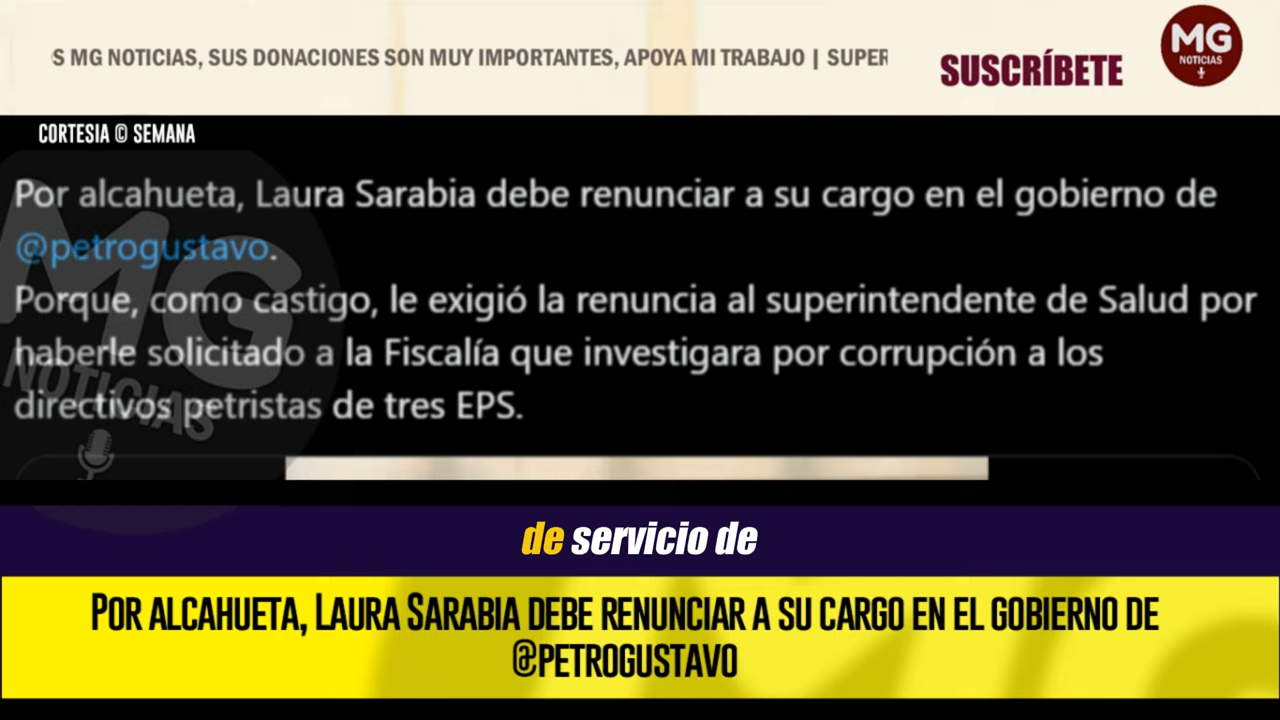 S MG NOTICIAS, SUS DONACIONES SON MUY IMPORTANTES, APOYA MI TRABAJO | SUPER
SUSCRÍBETE
MG
NOTICIAS
CORTESIA © SEMANA
Por alcahueta, Laura Sarabia debe renunciar a su cargo en el gobierno de
@petrogustavo.
Porque, como castigo, le exigió la renuncia al superintendente de Salud por
haberle solicitado a la Fiscalía que investigara por corrupción a los
directivos petristas de tres EPS.
MG
NOTICIAS
de servicio de
POR ALCAHUETA, LAURA SARABIA DEBE RENUNCIAR A SU CARGO EN EL GOBIERNO DE
@PETROGUSTAVO